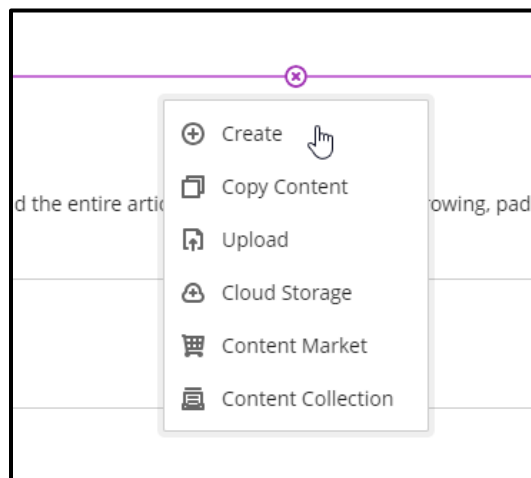 Create
Copy Content
d the entire artic
rowing, pad
Upload
Cloud Storage
Content Market
Content Collection